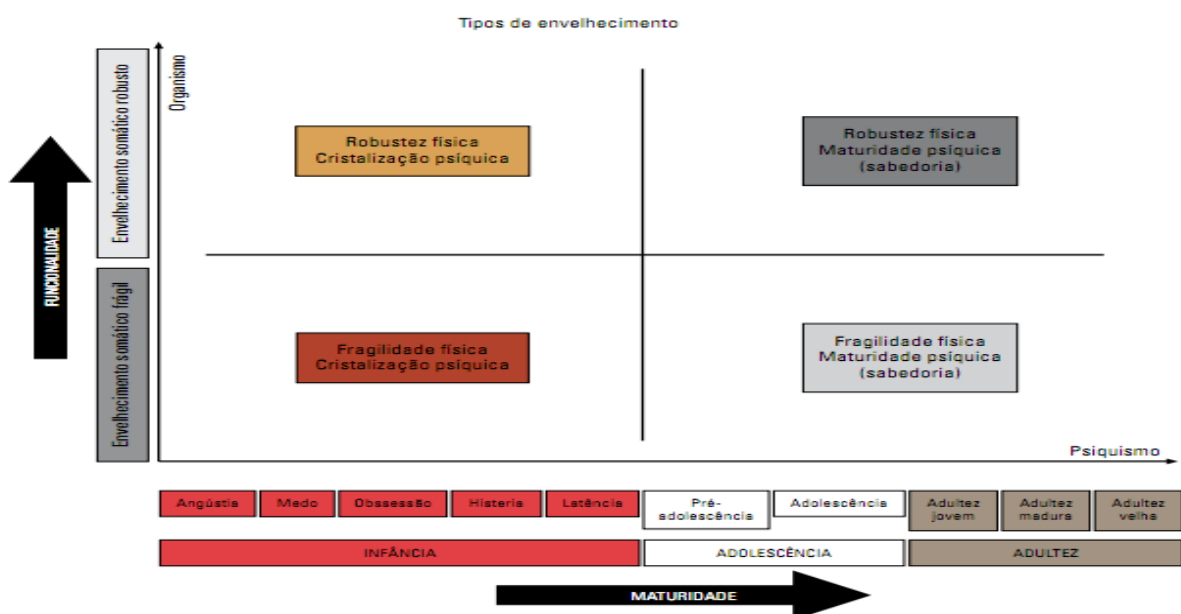 Tipos de envelhecimento
FUNCIONALIDADE
Envelhecimento somático robusto
Envelhecimento somático frágil
Organismo
Robustez física
Cristalização psíquica
Robustez física
Maturidade psíquica
(sabedoria)
Fragilidade física
Cristalização psíquica
Fragilidade física
Maturidade psíquica
(sabedoria)
Psiquismo
Angústia
Medo
Obssessão
Histeria
Latência
Pré-
adolescência
Adolescência
Adultez
jovem
Adultez
madura
Adultez
velha
INFÂNCIA
ADOLESCÊNCIA
ADULTEZ
MATURIDADE